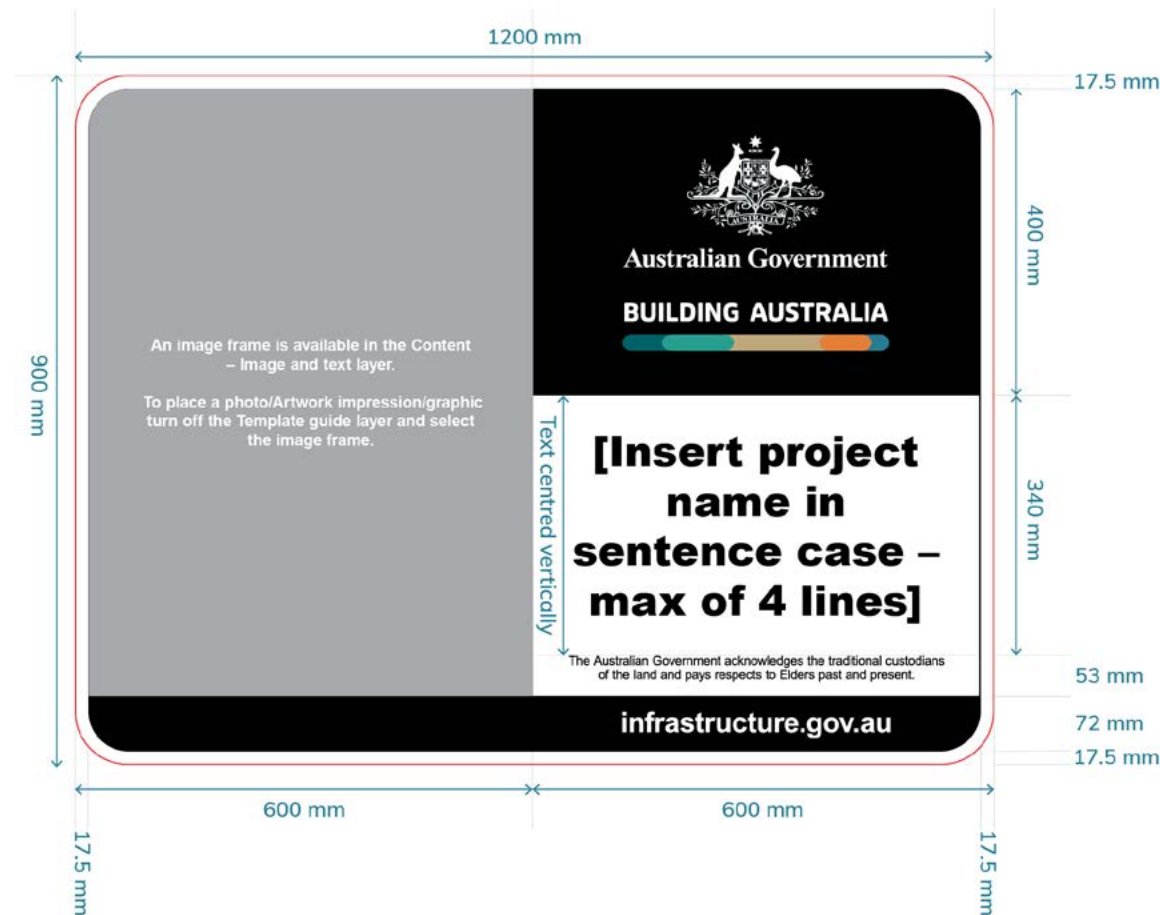 1200 mm
17.5 mm
900 mm
400 mm
AUSTRALIA
Australian Government
BUILDING AUSTRALIA
An image frame is available in the Content
– Image and text layer.
To place a photo/Artwork impression/graphic
turn off the Template guide layer and select
the image frame.
Text centred vertically
[Insert project
name in
sentence case –
max of 4 lines]
340 mm
The Australian Government acknowledges the traditional custodians
of the land and pays respects to Elders past and present.
53 mm
infrastructure.gov.au
72 mm
17.5 mm
600 mm
600 mm
17.5 mm
17.5 mm